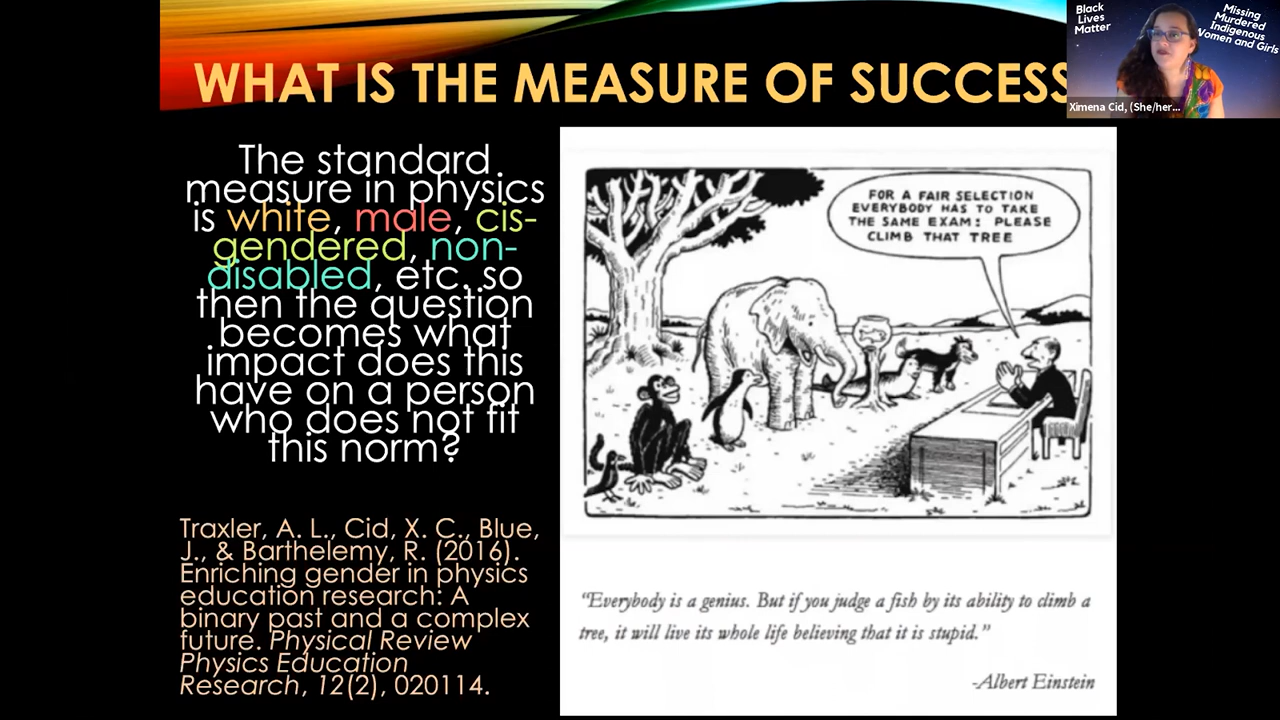 WHAT IS THE MEASURE OF SUCCESS
Black
Lives
Matter
Missing
Murdered
Indigenous
Women and Girls
Ximena Cid, (She/her...
The standard
measure in physics
is white, male, cis-
gendered, non-
disabled, etc. so
then the question
becomes what
impact does this
have on a person
who does not fit
this norm?
Traxler, A. L., Cid, X. C., Blue,
J., & Barthelemy, R. (2016).
Enriching gender in physics
education research: A
binary past and a complex
future. Physical Review
Physics Education
Research, 12(2), 020114.
FOR A FAIR SELECTION
EVERYBODY HAS TO TAKE
THE SAME EXAM: PLEASE
CLIMB THAT TREE
“Everybody is a genius. But if you judge a fish by its ability to climb a
tree, it will live its whole life believing that it is stupid.”
-Albert Einstein